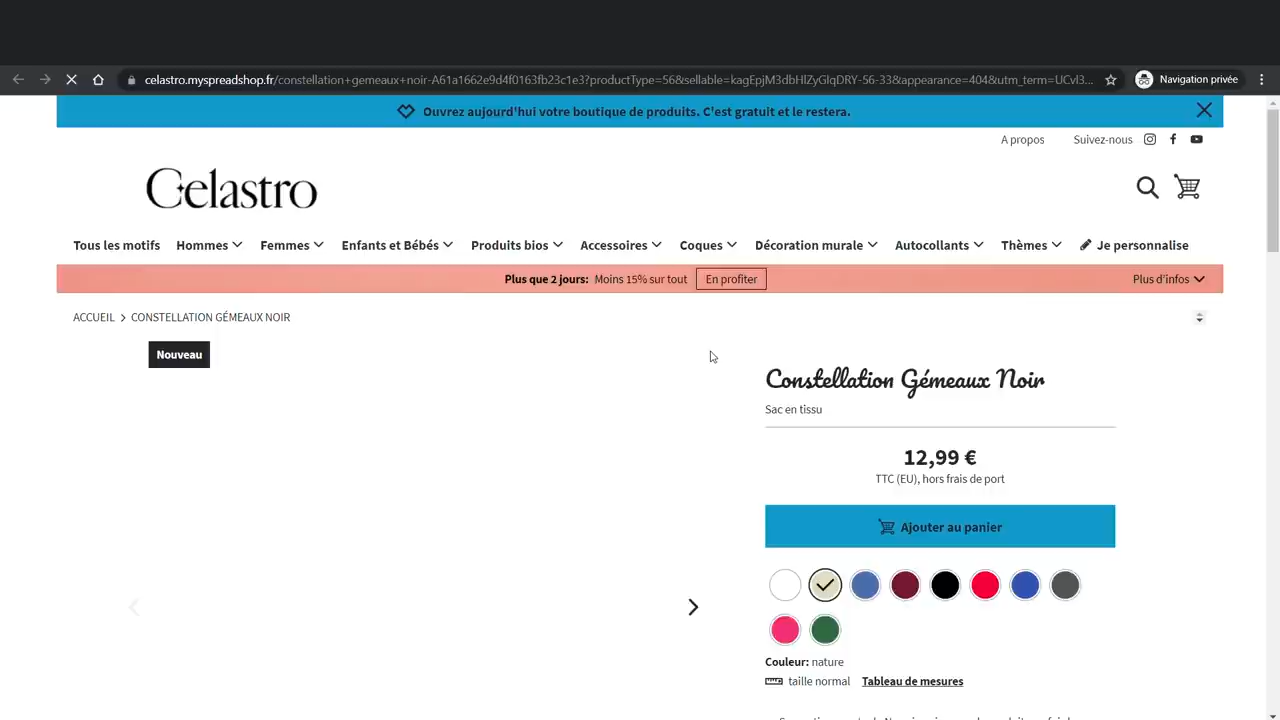 celastro.myspreadshop.fr/constellation+gemeaux+noir-A61a1662e9d4f0163fb23c1e3?productType=56&sellable=kagEpjM3dbHlZyGlqDRY-56-33&appearance=404&utm_term=UCvl3...
Navigation privée
Ouvrez aujourd'hui votre boutique de produits. C'est gratuit et le restera.
A propos Suivez-nous
Celastro
Tous les motifs Hommes Femmes Enfants et Bébés Produits bios Accessoires Coques Décoration murale Autocollants Thèmes Je personnalise
Plus que 2 jours: Moins 15% sur tout En profiter Plus d'infos
ACCUEIL > CONSTELLATION GÉMEAUX NOIR
Nouveau
Constellation Gémeaux Noir
Sac en tissu
12,99 €
TTC (EU), hors frais de port
Ajouter au panier
Couleur: nature
taille normal Tableau de mesures